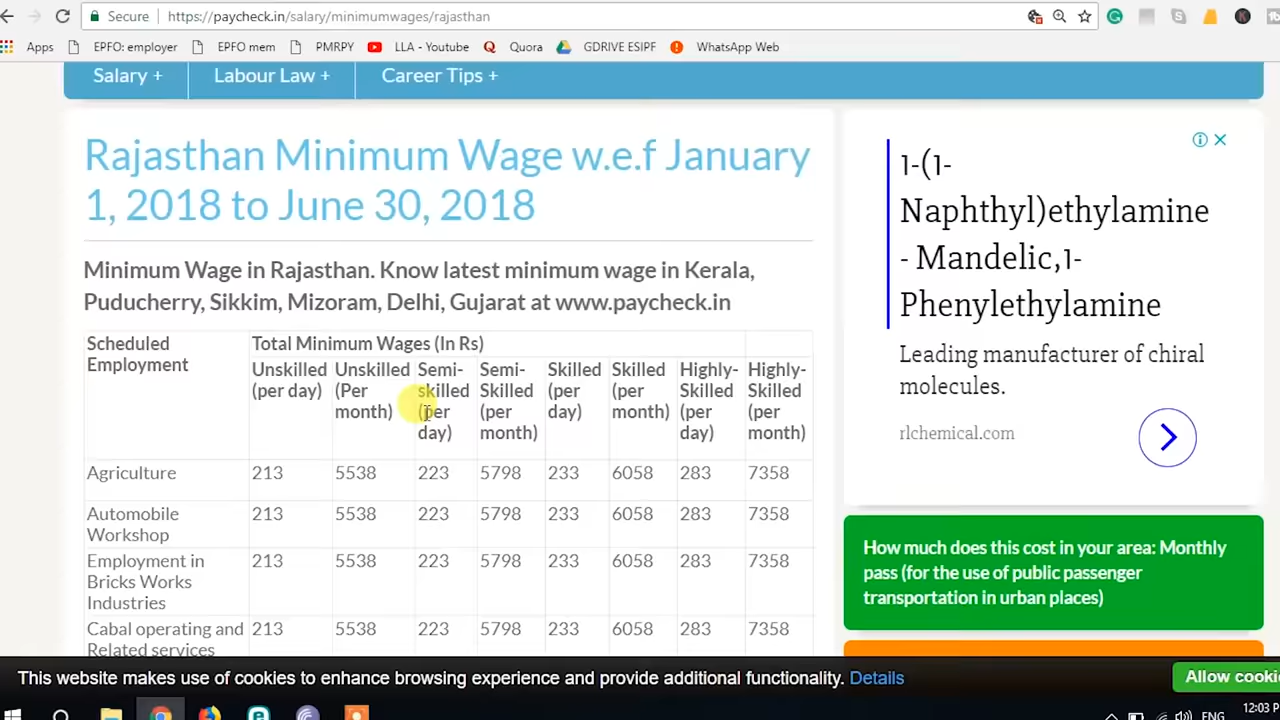 Secure https://paycheck.in/salary/minimumwages/rajasthan
Apps EPFO: employer EPFO mem PMRPY LLA - Youtube Quora GDRIVE ESIPF WhatsApp Web
Salary + Labour Law + Career Tips +
Rajasthan Minimum Wage w.e.f January
1, 2018 to June 30, 2018
Minimum Wage in Rajasthan. Know latest minimum wage in Kerala,
Puducherry, Sikkim, Mizoram, Delhi, Gujarat at www.paycheck.in
Scheduled Employment Total Minimum Wages (In Rs)
Unskilled (per day) Unskilled (Per month) Semi-skilled (per day) Semi-Skilled (per month) Skilled (per day) Skilled (per month) Highly-Skilled (per day) Highly-Skilled (per month)
Agriculture 213 5538 223 5798 233 6058 283 7358
Automobile Workshop 213 5538 223 5798 233 6058 283 7358
Employment in Bricks Works Industries 213 5538 223 5798 233 6058 283 7358
Cabal operating and Related services 213 5538 223 5798 233 6058 283 7358
1-(1-
Naphthyl)ethylamine
- Mandelic,1-
Phenylethylamine
Leading manufacturer of chiral
molecules.
rlchemical.com
How much does this cost in your area: Monthly
pass (for the use of public passenger
transportation in urban places)
This website makes use of cookies to enhance browsing experience and provide additional functionality. Details
Allow cooki
ENG 12:03 P